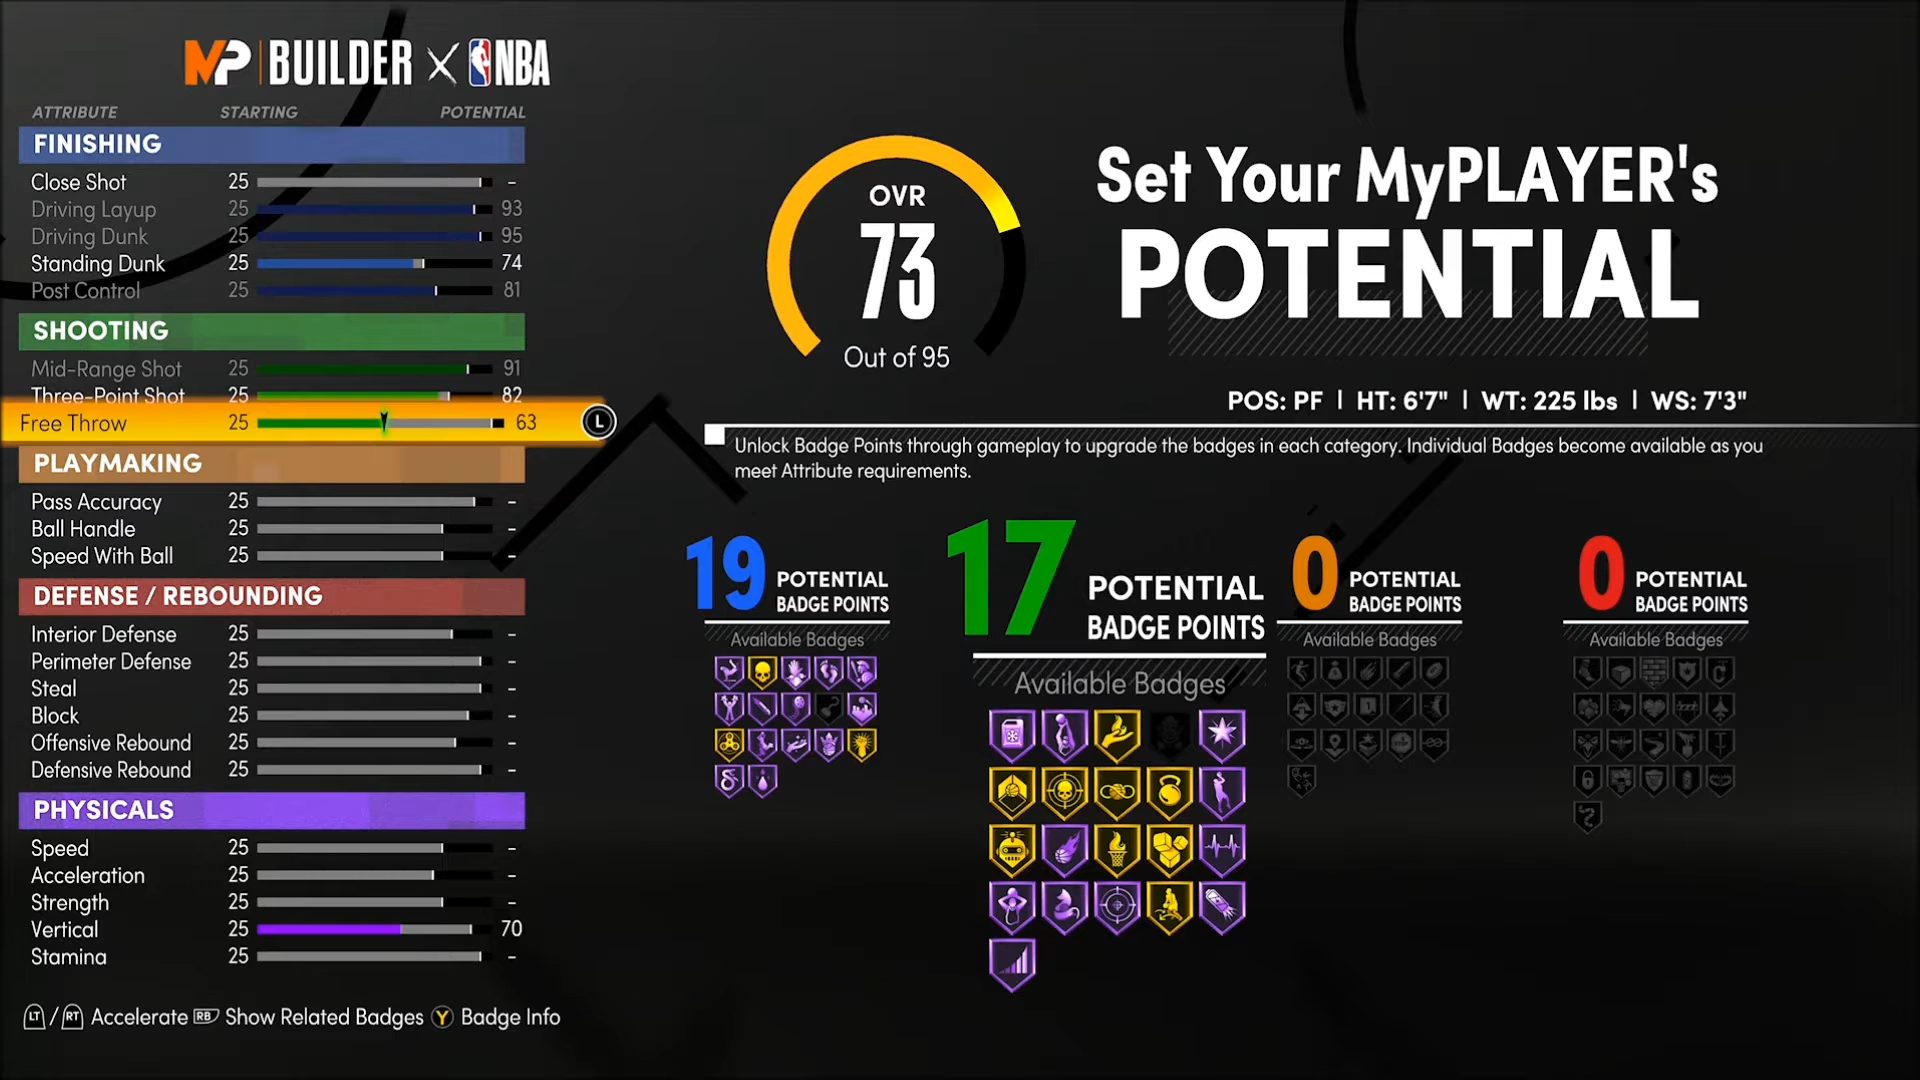 MP | BUILDER X NBA
ATTRIBUTE STARTING POTENTIAL
FINISHING
Close Shot 25 -
Driving Layup 25 93
Driving Dunk 25 95
Standing Dunk 25 74
Post Control 25 81
SHOOTING
Mid-Range Shot 25 91
Three-Point Shot 25 82
Free Throw 25 63 L
PLAYMAKING
Pass Accuracy 25 -
Ball Handle 25 -
Speed With Ball 25 -
DEFENSE / REBOUNDING
Interior Defense 25 -
Perimeter Defense 25 -
Steal 25 -
Block 25 -
Offensive Rebound 25 -
Defensive Rebound 25 -
PHYSICALS
Speed 25 -
Acceleration 25 -
Strength 25 -
Vertical 25 70
Stamina 25 -
LT / RT Accelerate RB Show Related Badges Y Badge Info
OVR
73
Out of 95
Set Your MyPLAYER's
POTENTIAL
POS: PF | HT: 6'7" | WT: 225 lbs | WS: 7'3"
Unlock Badge Points through gameplay to upgrade the badges in each category. Individual Badges become available as you
meet Attribute requirements.
19 POTENTIAL
BADGE POINTS
Available Badges
17 POTENTIAL
BADGE POINTS
Available Badges
0 POTENTIAL
BADGE POINTS
Available Badges
0 POTENTIAL
BADGE POINTS
Available Badges